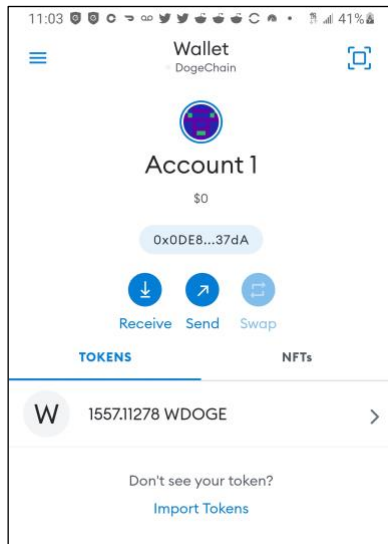 11:03 41%
Wallet
DogeChain
Account 1
$0
0x0DE8...37dA
Receive Send Swap
TOKENS NFTs
W 1557.11278 WDOGE
Don't see your token?
Import Tokens